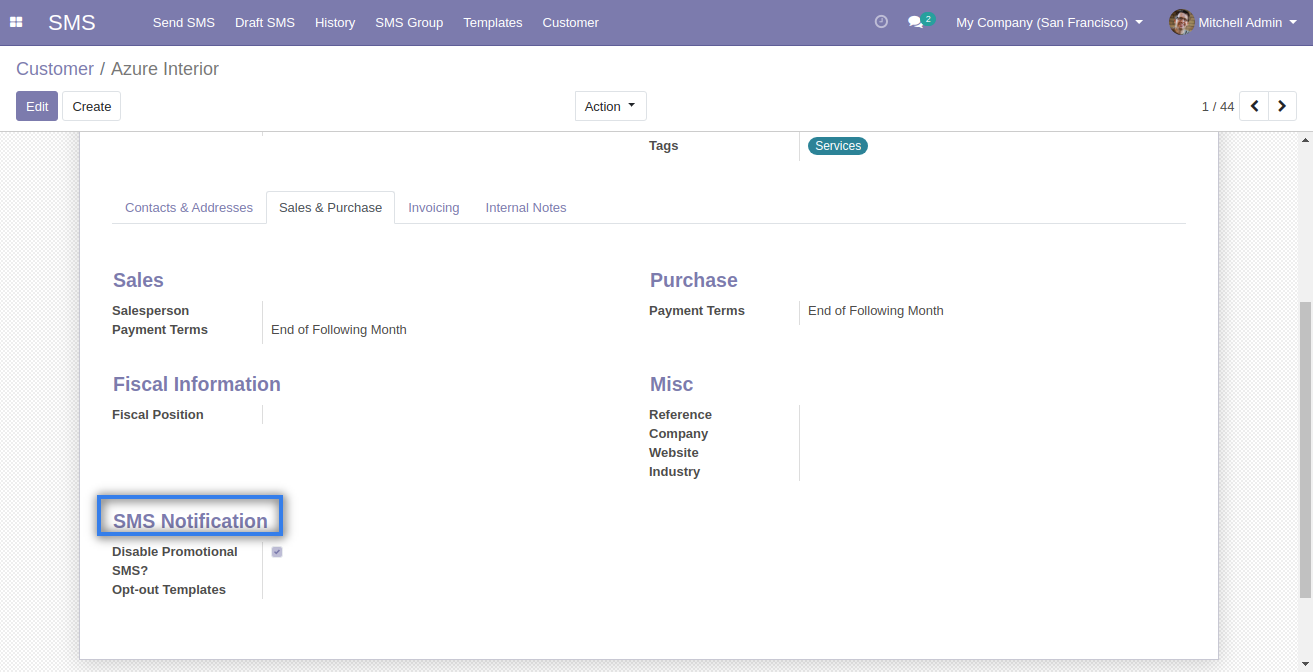 SMS Send SMS Draft SMS History SMS Group Templates Customer 2 My Company (San Francisco) Mitchell Admin
Customer / Azure Interior
Edit Create Action 1 / 44
Tags Services
Contacts & Addresses Sales & Purchase Invoicing Internal Notes
Sales
Salesperson
Payment Terms End of Following Month
Purchase
Payment Terms End of Following Month
Fiscal Information
Fiscal Position
Misc
Reference
Company
Website
Industry
SMS Notification
Disable Promotional
SMS?
Opt-out Templates